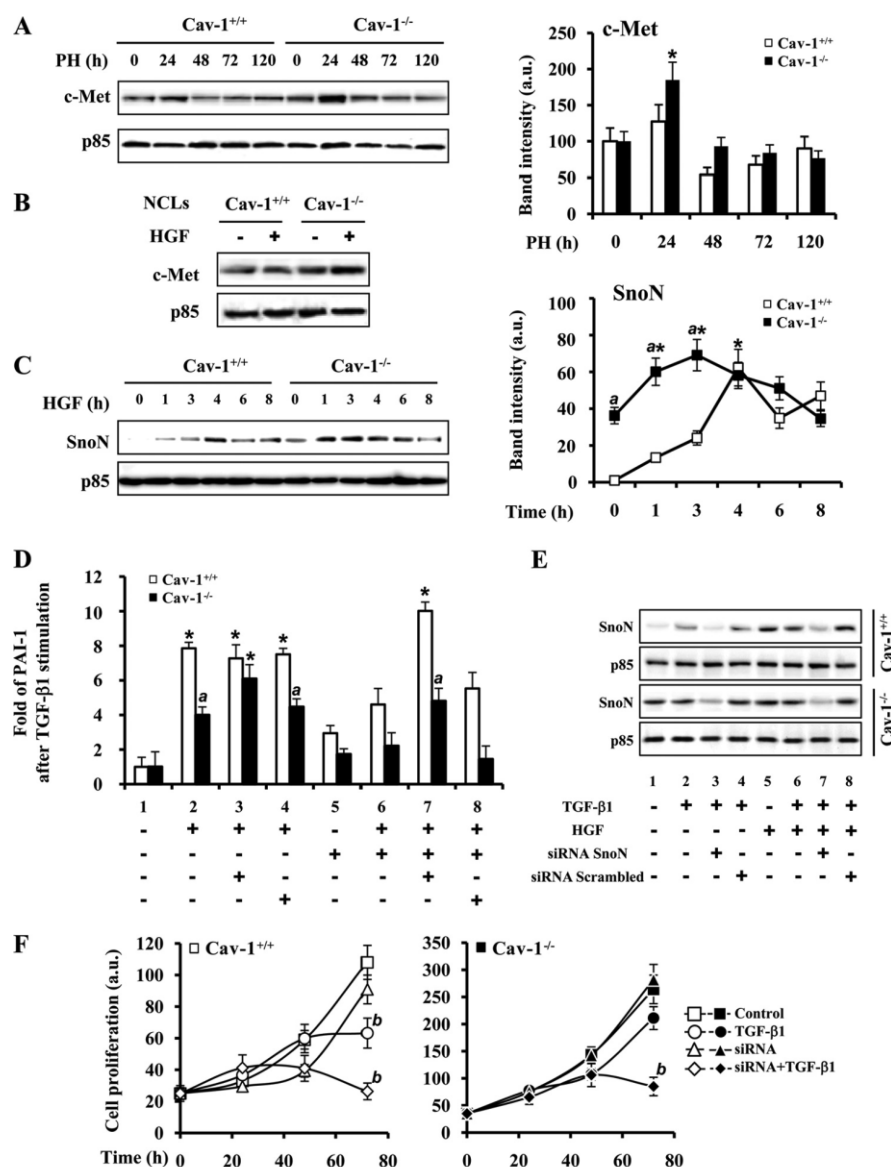 A
Cav-1+/+ Cav-1-/-
PH (h) 0 24 48 72 120 0 24 48 72 120
c-Met
p85
c-Met
Cav-1+/+
Cav-1-/-
Band intensity (a.u.)
250
200
150
100
50
0
*
0 24 48 72 120
PH (h)
B
NCLs Cav-1+/+ Cav-1-/-
HGF - + - +
c-Met
p85
C
Cav-1+/+ Cav-1-/-
HGF (h) 0 1 3 4 6 8 0 1 3 4 6 8
SnoN
p85
SnoN
Cav-1+/+
Cav-1-/-
Band intensity (a.u.)
100
80
60
40
20
0
a a* a* *
Time (h) 0 1 3 4 6 8
D
Cav-1+/+
Cav-1-/-
Fold of PAI-1
after TGF-β1 stimulation
12
10
8
6
4
2
0
* a * * * a * a
1 2 3 4 5 6 7 8
- + + + - + + +
- - - - + + + +
- - + - - - + -
- - - + - - - +
E
SnoN
p85
Cav-1+/+
SnoN
p85
Cav-1-/-
1 2 3 4 5 6 7 8
TGF-β1 - + + + - + + +
HGF - - - - + + + +
siRNA SnoN - - + - - - + -
siRNA Scrambled - - - + - - - +
F
Cav-1+/+
Cell proliferation (a.u.)
120
100
80
60
40
20
0
b
b
Time (h) 0 20 40 60 80
Cav-1-/-
350
300
250
200
150
100
50
0
b
0 20 40 60 80
Control
TGF-β1
siRNA
siRNA+TGF-β1